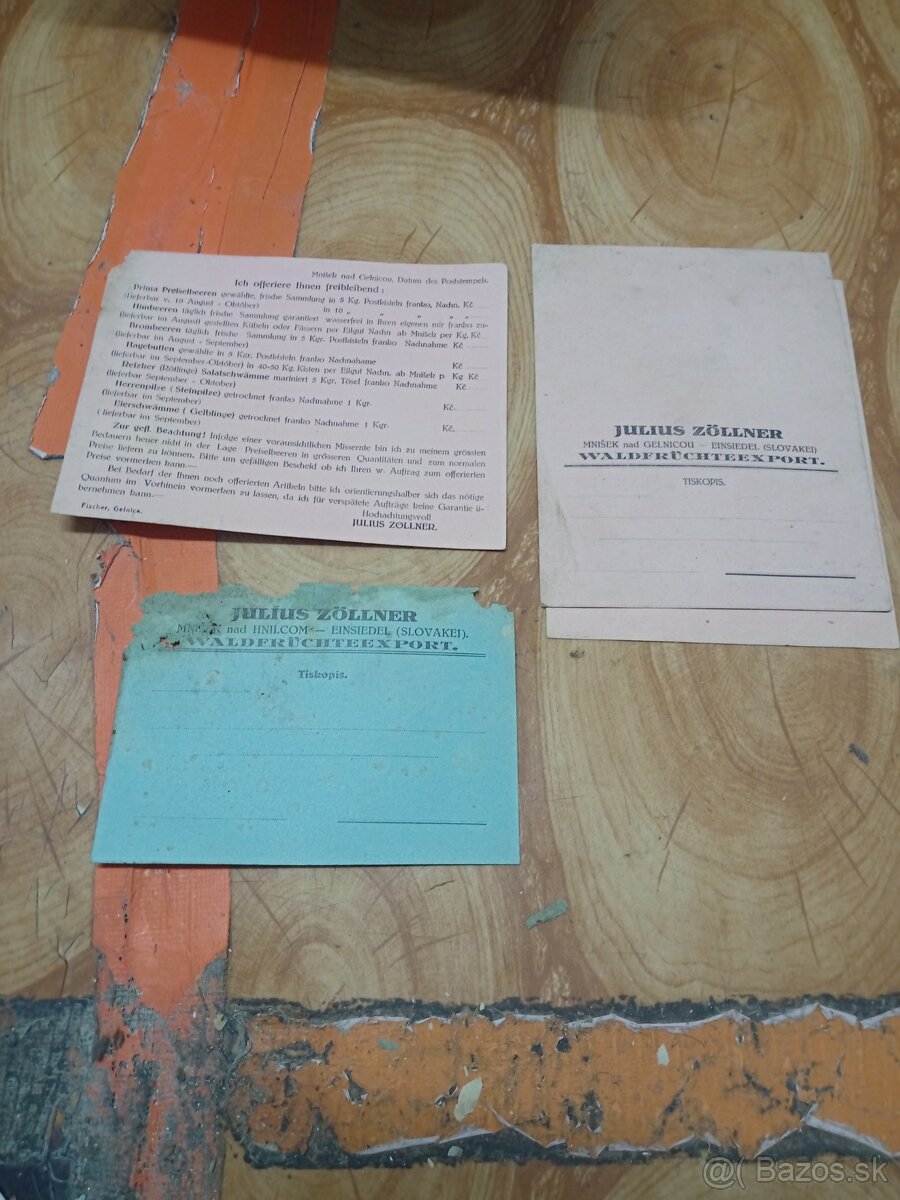 Mníšek nad Gelnicou, Datum des Poststempels.
Ich offeriere Ihnen freibleibend:
Prima Preiselbeeren gewählte, frische Sammlung in 5 Kg. Postkisteln franko, Nachn. Kč
(lieferbar v. 10 August - Október) in 10 „ „ „ „ „
Himbeeren täglich frische Sammlung garantiert wasserfrei in Ihren eigenen mir franko zu-
(lieferbar im August) gestellten Kübeln oder Fässern per Eilgut Nachn. ab Mníšek per Kg. Kč
Brombeeren täglich frische Sammlung in 5 Kgr. Postkisteln franko Nachnahme Kč
(lieferbar im August - September)
Hagebutten gewählte in 5 Kgr. Postkisteln franko Nachnahame Kč
(lieferbar im September-Október) in 40-50 Kg. Kisten per Eilgut Nachn. ab Mníšek p. Kg. Kč
Reizher (Rötlinge) Salatschwämme mariniert 5 Kgr. Tösel franko Nachnahme Kč
(lieferbar September - Oktober)
Herrenpilze (Steinpilze) getrocknet franko Nachnahme 1 Kgr. Kč.
(lieferbar im September)
Eierschwämme (Gelblinge) getrocknet franko Nachnahme 1 Kgr. Kč.
(lieferbar im September)
Zur gefl. Beachtung! Infolge einer voraussichtlichen Missernte bin ich zu meinem grössten
Bedauern heuer nicht in der Lage Preiselbeeren in grösseren Quantitäten und zum normalen
Preise liefern zu können. Bitte um gefälligen Bescheid ob ich Ihren w. Auftrag zum offerierten
Preise vormerken kann.—
Bei Bedarf der Ihnen noch offerierten Artikeln bitte ich orientierungshalber sich das nötige
Quantum im Vorhinein vormerken zu lassen, da ich für verspätete Aufträge keine Garantie ü-
bernehmen kann.—
Hochachtungsvoll
Fischer, Gelnica.
JULIUS ZÖLLNER.
JULIUS ZÖLLNER
MNIŠEK nad GELNICOU — EINSIEDEL (SLOVAKEI)
WALDFRÜCHTEEXPORT.
TISKOPIS.
JULIUS ZÖLLNER
nad HNILCOM — EINSIEDEL (SLOVAKEI).
WALDFRÜCHTEEXPORT.
Tiskopis.
@( Bazos.sk